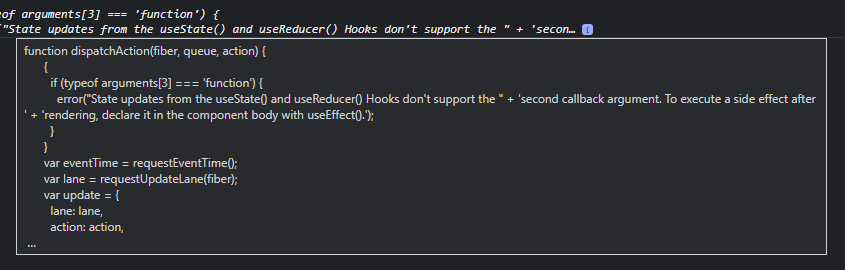 eof arguments[3] === 'function') {
("State updates from the useState() and useReducer() Hooks don't support the " + 'secon… i
function dispatchAction(fiber, queue, action) {
{
if (typeof arguments[3] === 'function') {
error("State updates from the useState() and useReducer() Hooks don't support the " + 'second callback argument. To execute a side effect after
' + 'rendering, declare it in the component body with useEffect().');
}
}
var eventTime = requestEventTime();
var lane = requestUpdateLane(fiber);
var update = {
lane: lane,
action: action,
...